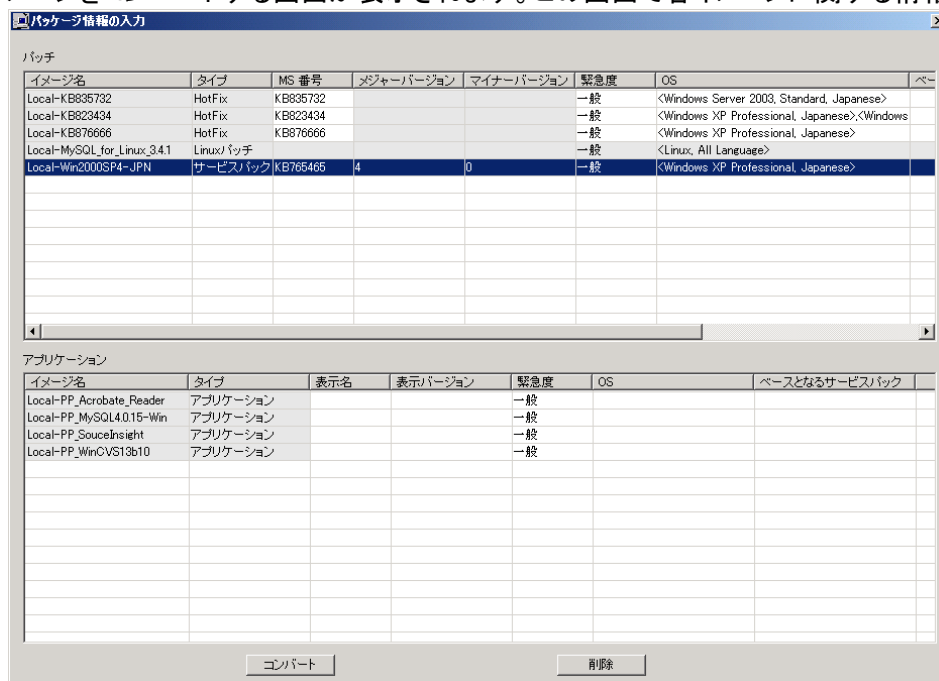 パッケージ情報の入力
パッチ
イメージ名 タイプ MS 番号 メジャーバージョン マイナーバージョン 緊急度 OS ベー
Local-KB835732 HotFix KB835732 一般 <Windows Server 2003, Standard, Japanese>
Local-KB823434 HotFix KB823434 一般 <Windows XP Professional, Japanese>,<Windows
Local-KB876666 HotFix KB876666 一般 <Windows XP Professional, Japanese>
Local-MySQL_for_Linux_3.4.1 Linuxパッチ 一般 <Linux, All Language>
Local-Win2000SP4-JPN サービスパック KB765465 4 0 一般 <Windows XP Professional, Japanese>
アプリケーション
イメージ名 タイプ 表示名 表示バージョン 緊急度 OS ベースとなるサービスパック
Local-PP_Acrobate_Reader アプリケーション 一般
Local-PP_MySQL4.0.15-Win アプリケーション 一般
Local-PP_SouceInsight アプリケーション 一般
Local-PP_WinCVS13b10 アプリケーション 一般
コンバート 削除